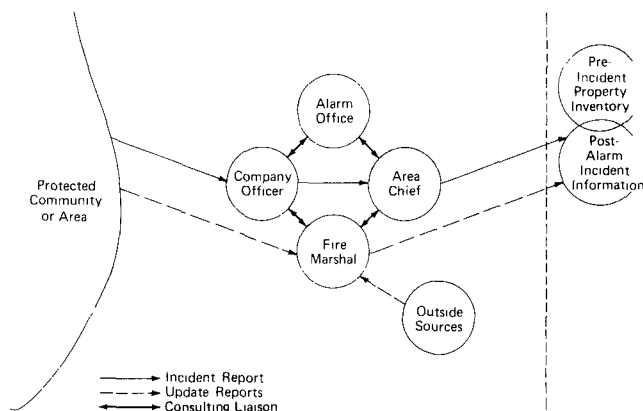 Pre-
Incident
Property
Inventory
Alarm
Office
Post-
Alarm
Incident
Information
Company
Officer
Area
Chief
Protected
Community
or Area
Fire
Marshal
Outside
Sources
Incident Report
Update Reports
Consulting Liaison